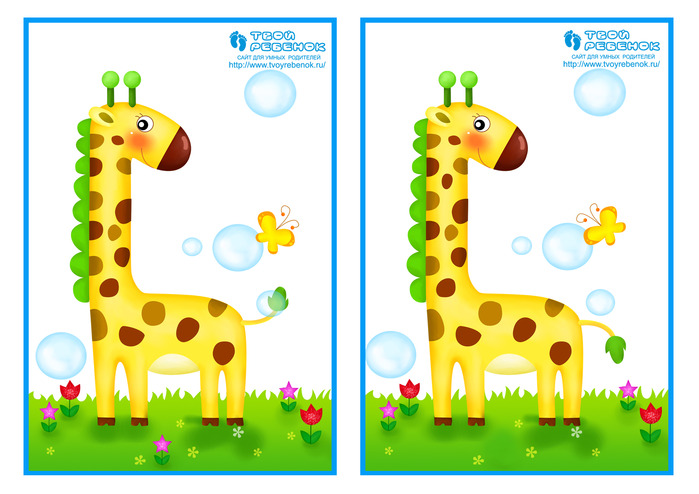 ТВОЙ
РЕБЕНОК
САЙТ ДЛЯ УМНЫХ РОДИТЕЛЕЙ
http://www.tvoyrebenok.ru/
ТВОЙ
РЕБЕНОК
САЙТ ДЛЯ УМНЫХ РОДИТЕЛЕЙ
http://www.tvoyrebenok.ru/